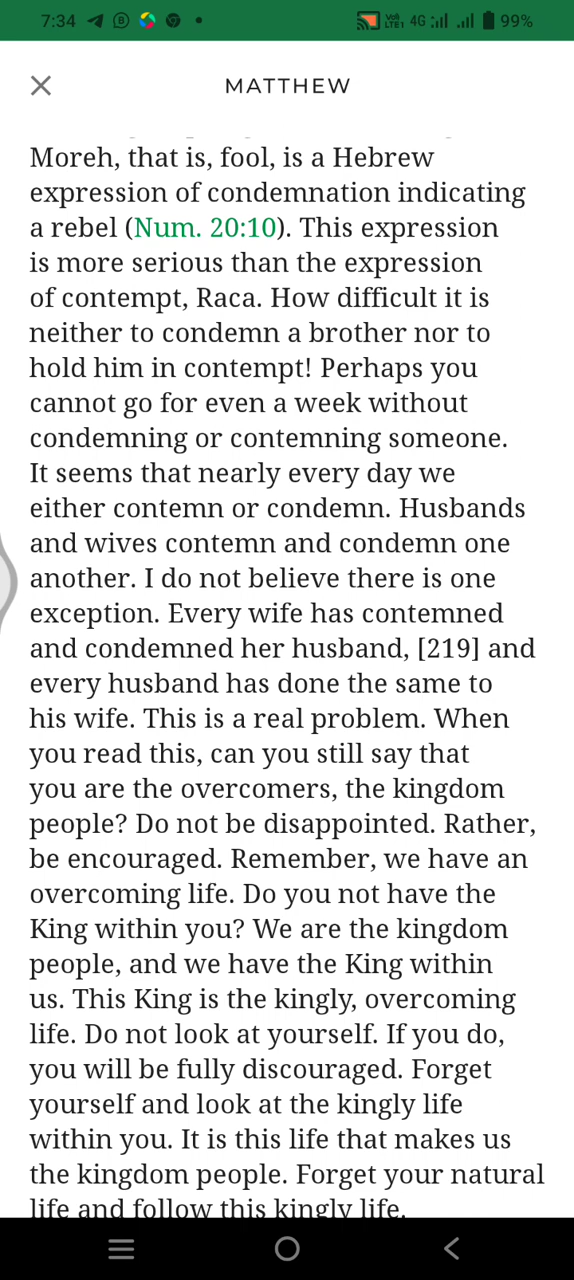 7:34
Vo)) LTE1 4G 99%
MATTHEW
Moreh, that is, fool, is a Hebrew
expression of condemnation indicating
a rebel (Num. 20:10). This expression
is more serious than the expression
of contempt, Raca. How difficult it is
neither to condemn a brother nor to
hold him in contempt! Perhaps you
cannot go for even a week without
condemning or contemning someone.
It seems that nearly every day we
either contemn or condemn. Husbands
and wives contemn and condemn one
another. I do not believe there is one
exception. Every wife has contemned
and condemned her husband, [219] and
every husband has done the same to
his wife. This is a real problem. When
you read this, can you still say that
you are the overcomers, the kingdom
people? Do not be disappointed. Rather,
be encouraged. Remember, we have an
overcoming life. Do you not have the
King within you? We are the kingdom
people, and we have the King within
us. This King is the kingly, overcoming
life. Do not look at yourself. If you do,
you will be fully discouraged. Forget
yourself and look at the kingly life
within you. It is this life that makes us
the kingdom people. Forget your natural
life and follow this kingly life.